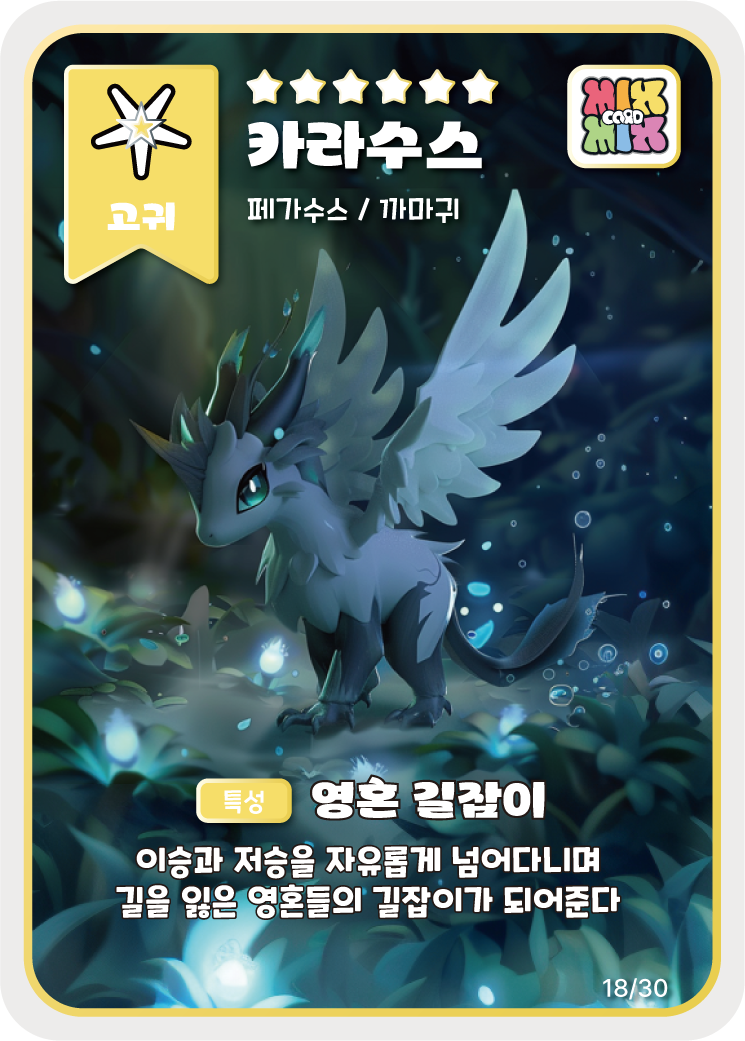 고귀
카라수스
페가수스 / 까마귀
MIX
CARD
MIX
특성
영혼 길잡이
이승과 저승을 자유롭게 넘어다니며
길을 잃은 영혼들의 길잡이가 되어준다
18/30